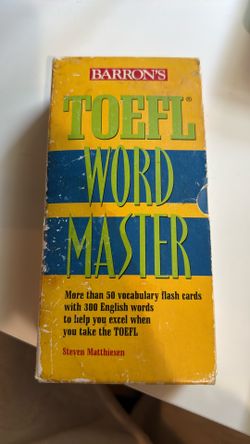 BARRON'S
TOEFL®
WORD
MASTER
More than 50 vocabulary flash cards
with 300 English words
to help you excel when
you take the TOEFL
Steven Matthiesen